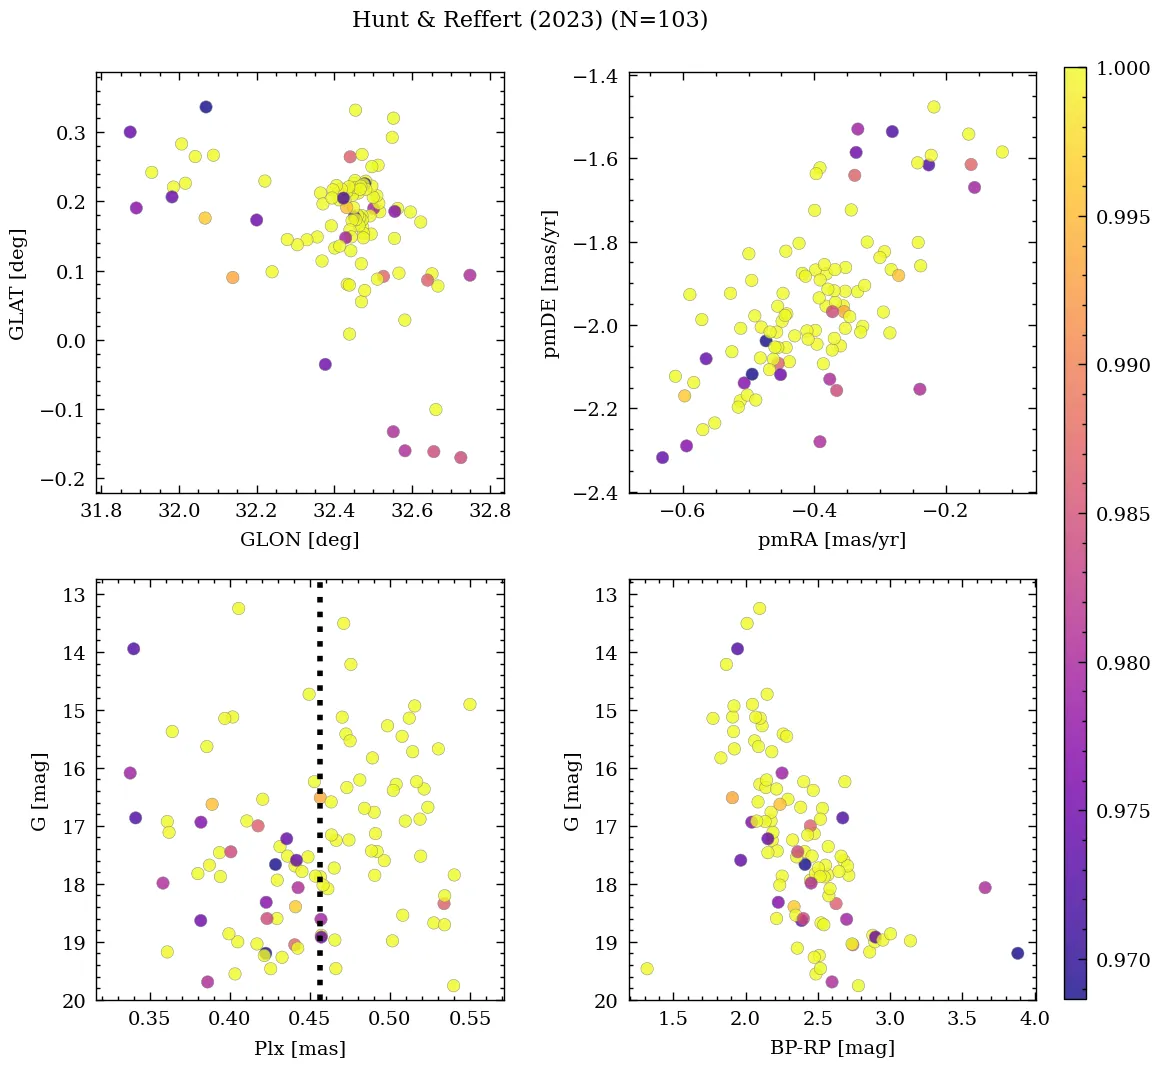 Hunt & Reffert (2023) (N=103)
0.3
0.2
0.1
0.0
−0.1
−0.2
GLAT [deg]
31.8 32.0 32.2 32.4 32.6 32.8
GLON [deg]
−1.4
−1.6
−1.8
−2.0
−2.2
−2.4
pmDE [mas/yr]
−0.6 −0.4 −0.2
pmRA [mas/yr]
1.000
0.995
0.990
0.985
0.980
0.975
0.970
13
14
15
16
17
18
19
20
G [mag]
0.35 0.40 0.45 0.50 0.55
Plx [mas]
13
14
15
16
17
18
19
20
G [mag]
1.5 2.0 2.5 3.0 3.5 4.0
BP-RP [mag]